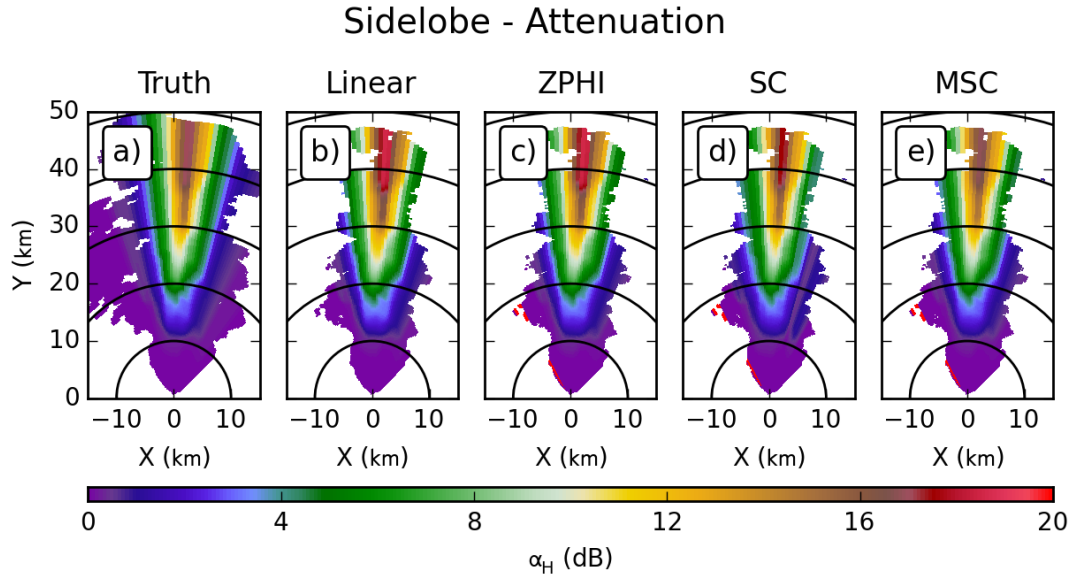 Sidelobe - Attenuation
Truth Linear ZPHI SC MSC
a) b) c) d) e)
50
40
30
20
10
0
Y (km)
−10 0 10 −10 0 10 −10 0 10 −10 0 10 −10 0 10
X (km) X (km) X (km) X (km) X (km)
0 4 8 12 16 20
αH (dB)